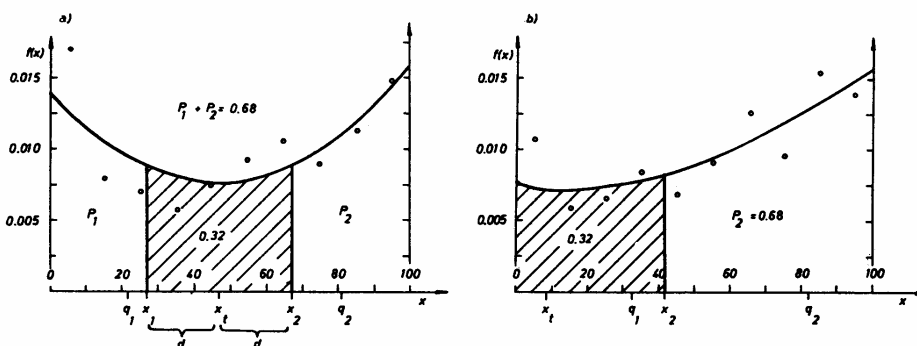 a)
f(x)
0.015
0.010
0.005
P1 + P2 = 0.68
P1
0.32
P2
0 20 40 60 80 100
q1 x1 xt x2 q2 x
d d
b)
f(x)
0.015
0.010
0.005
0.32
P2 = 0.68
0 20 40 60 80 100
xt q1 x2 q2 x